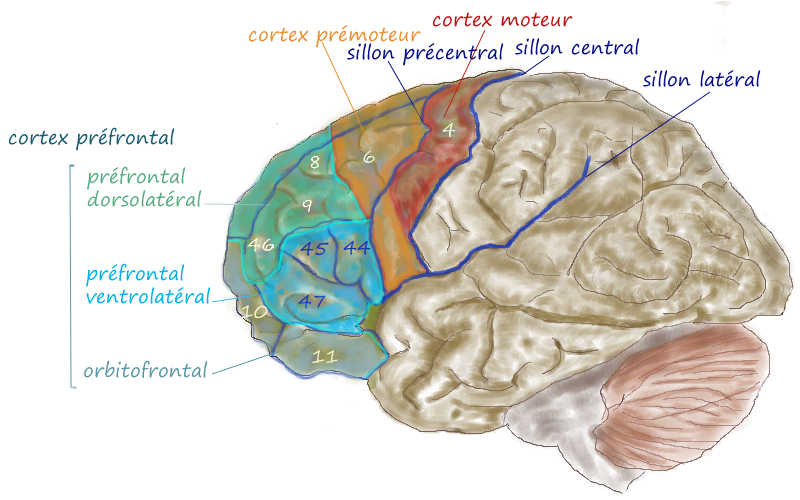 cortex moteur
cortex prémoteur
sillon précentral
sillon central
sillon latéral
cortex préfrontal
préfrontal
dorsolatéral
préfrontal
ventrolatéral
orbitofrontal
4
6
8
9
46
45
44
47
10
11